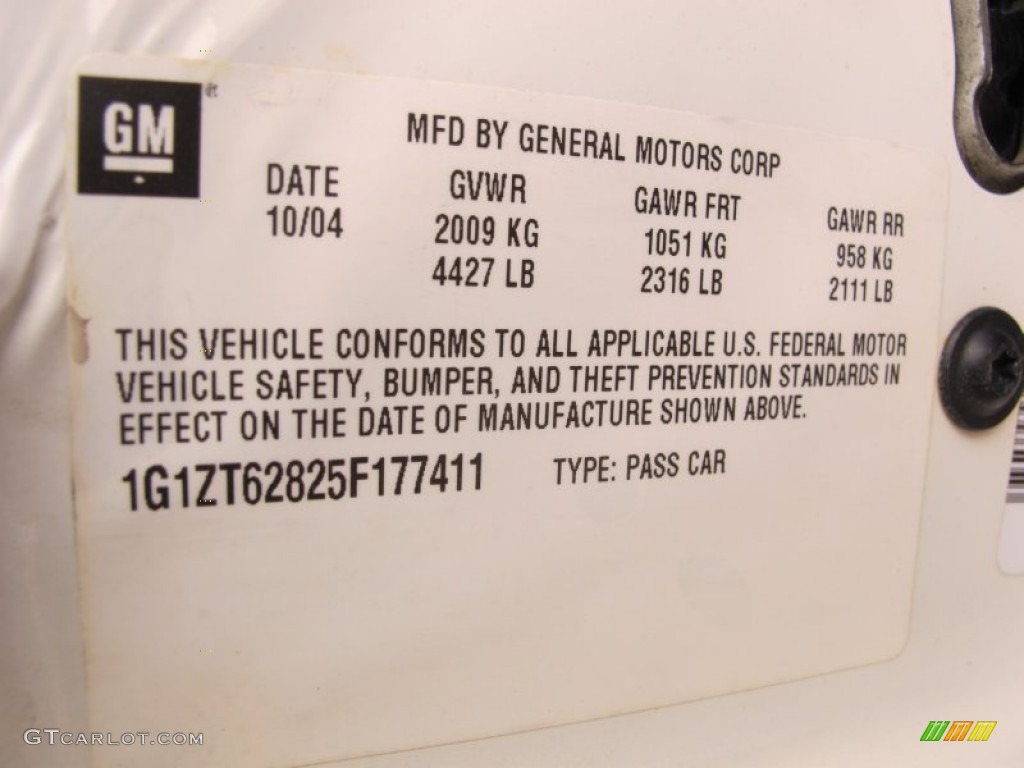 GM
MFD BY GENERAL MOTORS CORP
DATE GVWR GAWR FRT GAWR RR
10/04 2009 KG 1051 KG 958 KG
4427 LB 2316 LB 2111 LB
THIS VEHICLE CONFORMS TO ALL APPLICABLE U.S. FEDERAL MOTOR
VEHICLE SAFETY, BUMPER, AND THEFT PREVENTION STANDARDS IN
EFFECT ON THE DATE OF MANUFACTURE SHOWN ABOVE.
1G1ZT62825F177411 TYPE: PASS CAR
GTCARLOT.COM